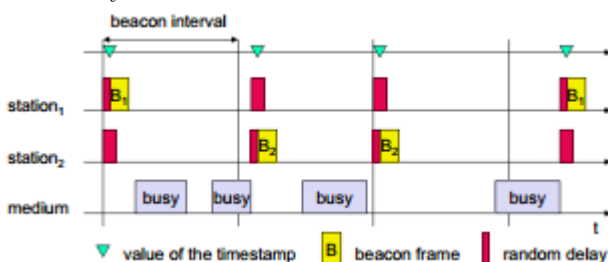 beacon interval
station1 B1 B1
station2 B2 B2
medium busy busy busy busy
t
value of the timestamp B beacon frame random delay